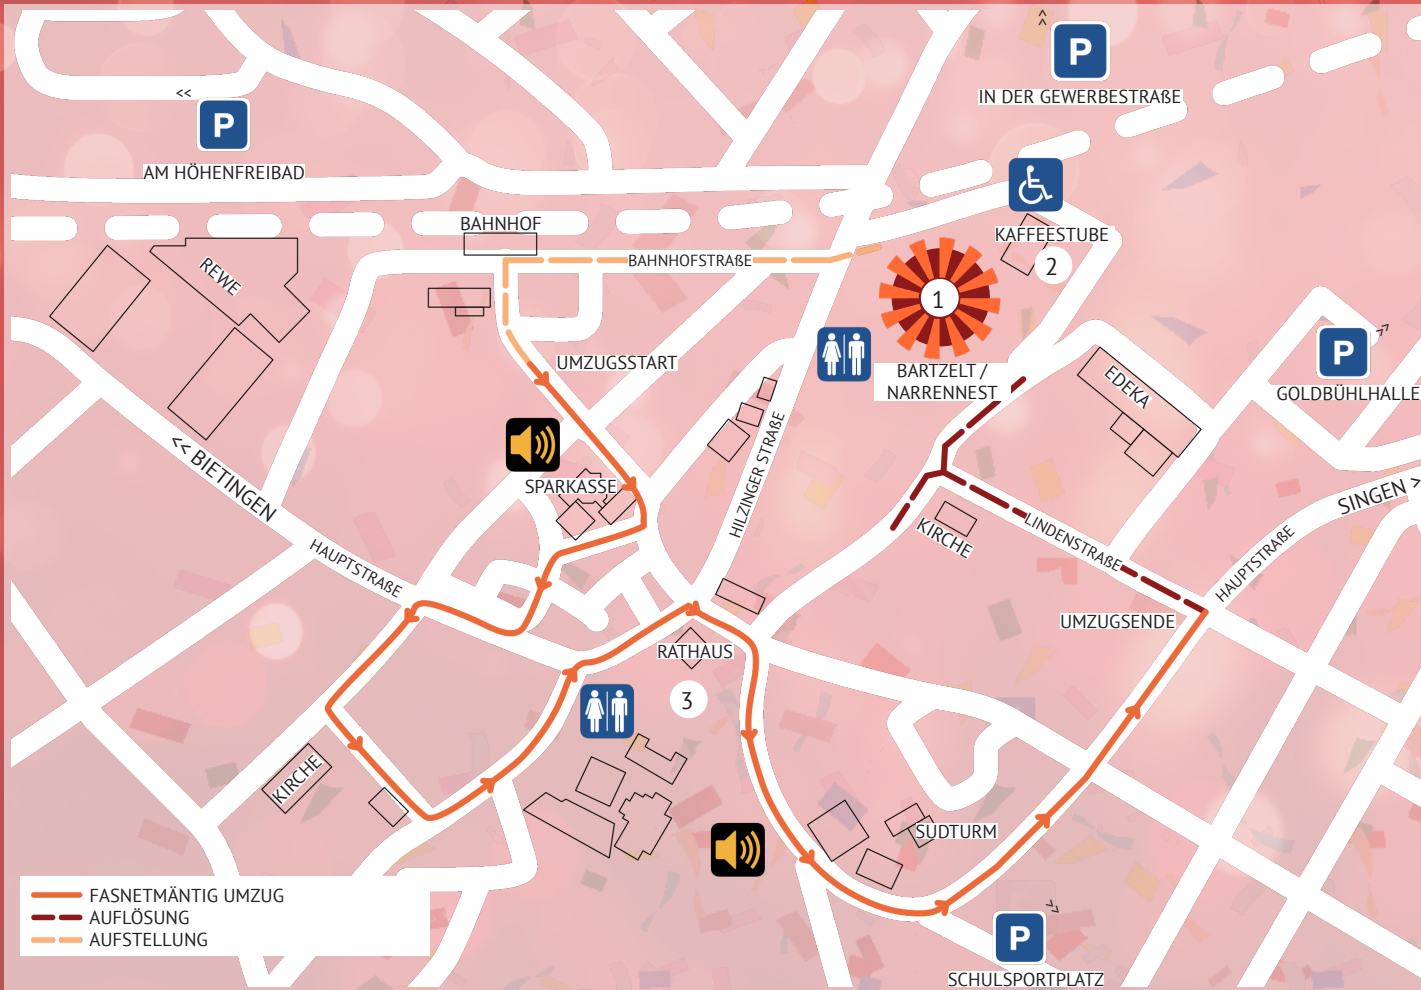 P
IN DER GEWERBESTRAßE
<<
P
AM HÖHENFREIBAD
BAHNHOF
KAFFEESTUBE
2
BAHNHOFSTRAßE
REWE
1
UMZUGSSTART
BARTZELT /
NARRENNEST
EDEKA
P
GOLDBÜHLHALLE
<< BIETINGEN
SPARKASSE
HILZINGER STRAßE
SINGEN >
KIRCHE
LINDENSTRAßE
HAUPTSTRAßE
HAUPTSTRAßE
UMZUGSENDE
RATHAUS
3
KIRCHE
SÜDTURM
FASNETMÄNTIG UMZUG
AUFLÖSUNG
AUFSTELLUNG
P
SCHULSPORTPLATZ